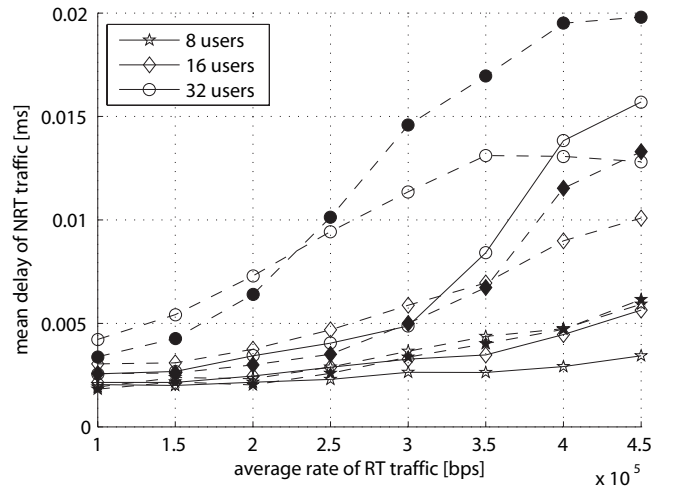 0.02
8 users
16 users
32 users
0.015
0.01
0.005
0
mean delay of NRT traffic [ms]
1 1.5 2 2.5 3 3.5 4 4.5
average rate of RT traffic [bps]
x 10^5